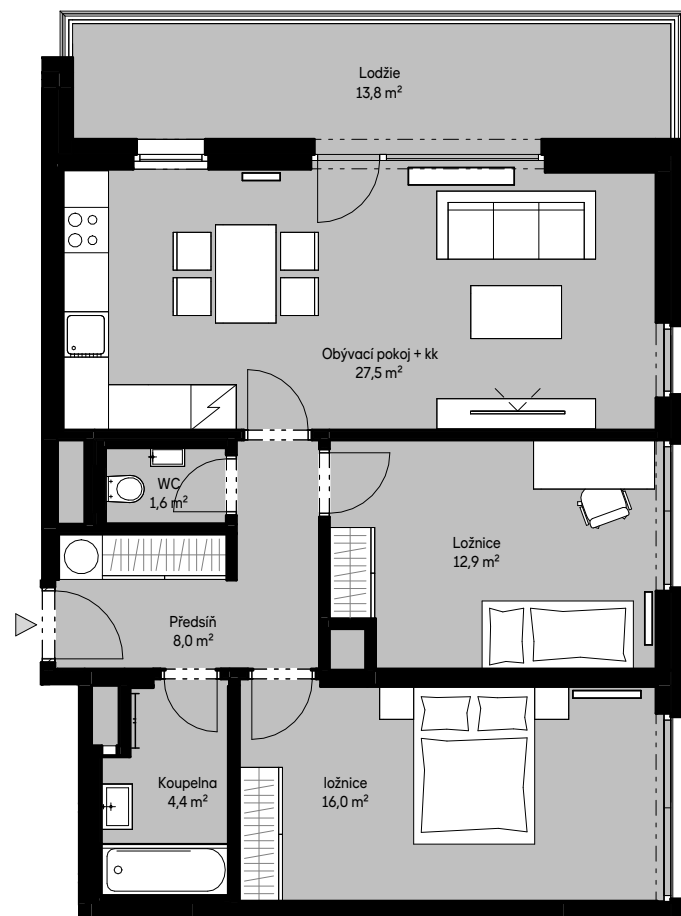 Lodžie
13,8 m²
Obývací pokoj + kk
27,5 m²
WC
1,6 m²
Ložnice
12,9 m²
Předsíň
8,0 m²
Koupelna
4,4 m²
ložnice
16,0 m²